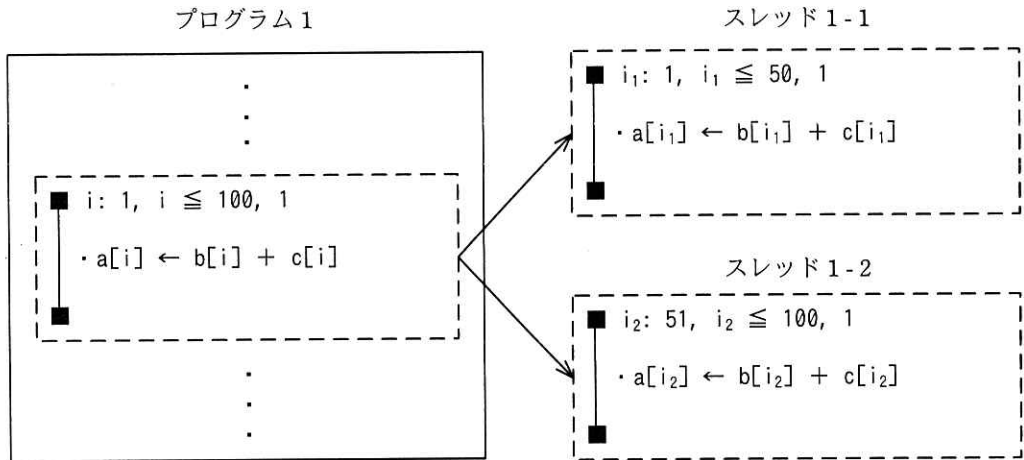 プログラム1
i: 1, i ≦ 100, 1
・a[i] ← b[i] + c[i]
スレッド1-1
i₁: 1, i₁ ≦ 50, 1
・a[i₁] ← b[i₁] + c[i₁]
スレッド1-2
i₂: 51, i₂ ≦ 100, 1
・a[i₂] ← b[i₂] + c[i₂]